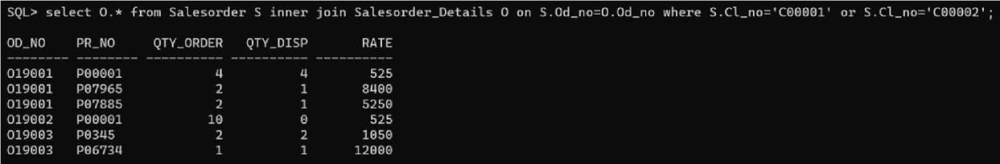 SQL> select O.* from Salesorder S inner join Salesorder_Details O on S.Od_no=O.Od_no where S.Cl_no='C00001' or S.Cl_no='C00002';
OD_NO    PR_NO     QTY_ORDER   QTY_DISP       RATE
-------- -------- ---------- ---------- ----------
O19001   P00001            4          4        525
O19001   P07965            2          1       8400
O19001   P07885            2          1       5250
O19002   P00001           10          0        525
O19003   P0345             2          2       1050
O19003   P06734            1          1      12000